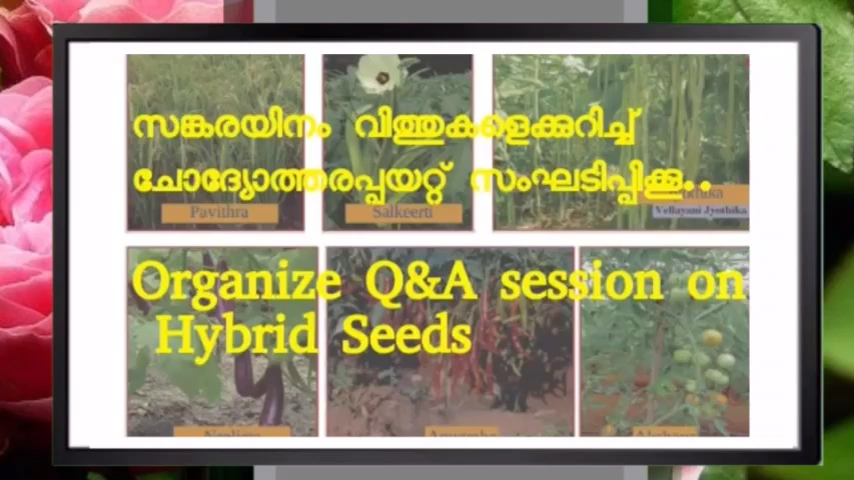 സങ്കരയിനം വിത്തുകളെക്കുറിച്ച്
ചോദ്യോത്തരപ്പയറ്റ് സംഘടിപ്പിക്കൂ..
Pavithra
Salkeerti
Vellayani Jyothika
Organize Q&A session on
Hybrid Seeds